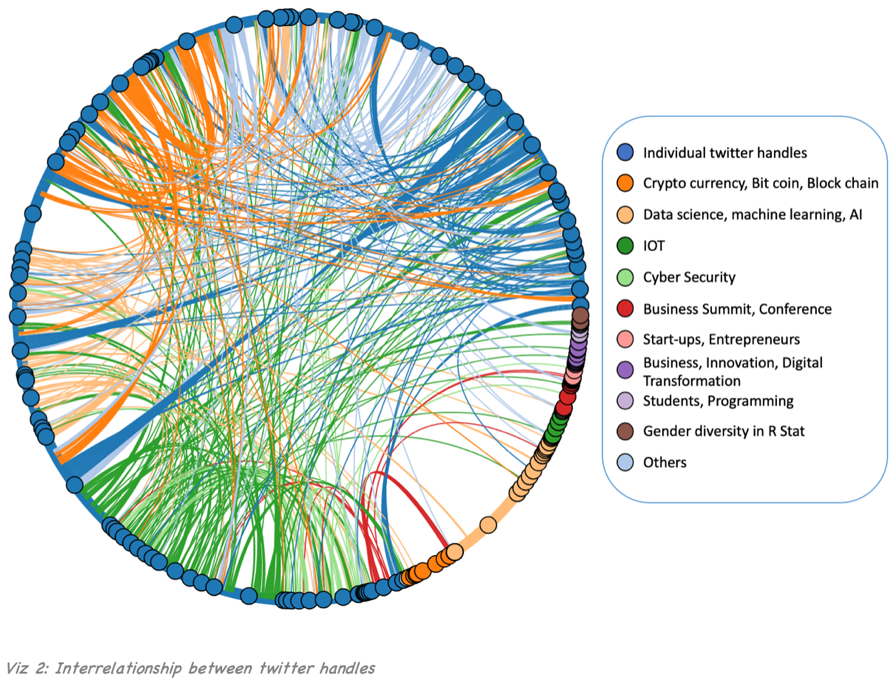 Individual twitter handles
Crypto currency, Bit coin, Block chain
Data science, machine learning, AI
IOT
Cyber Security
Business Summit, Conference
Start-ups, Entrepreneurs
Business, Innovation, Digital
Transformation
Students, Programming
Gender diversity in R Stat
Others
Viz 2: Interrelationship between twitter handles